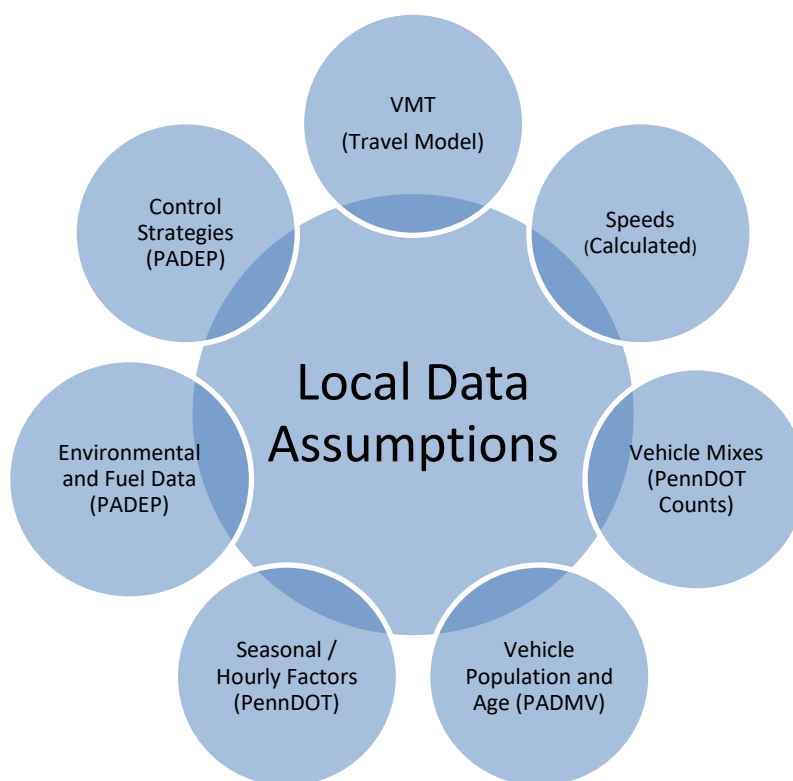 VMT
(Travel Model)
Speeds
(Calculated)
Vehicle Mixes
(PennDOT
Counts)
Vehicle
Population and
Age (PADMV)
Seasonal /
Hourly Factors
(PennDOT)
Environmental
and Fuel Data
(PADEP)
Control
Strategies
(PADEP)
Local Data
Assumptions